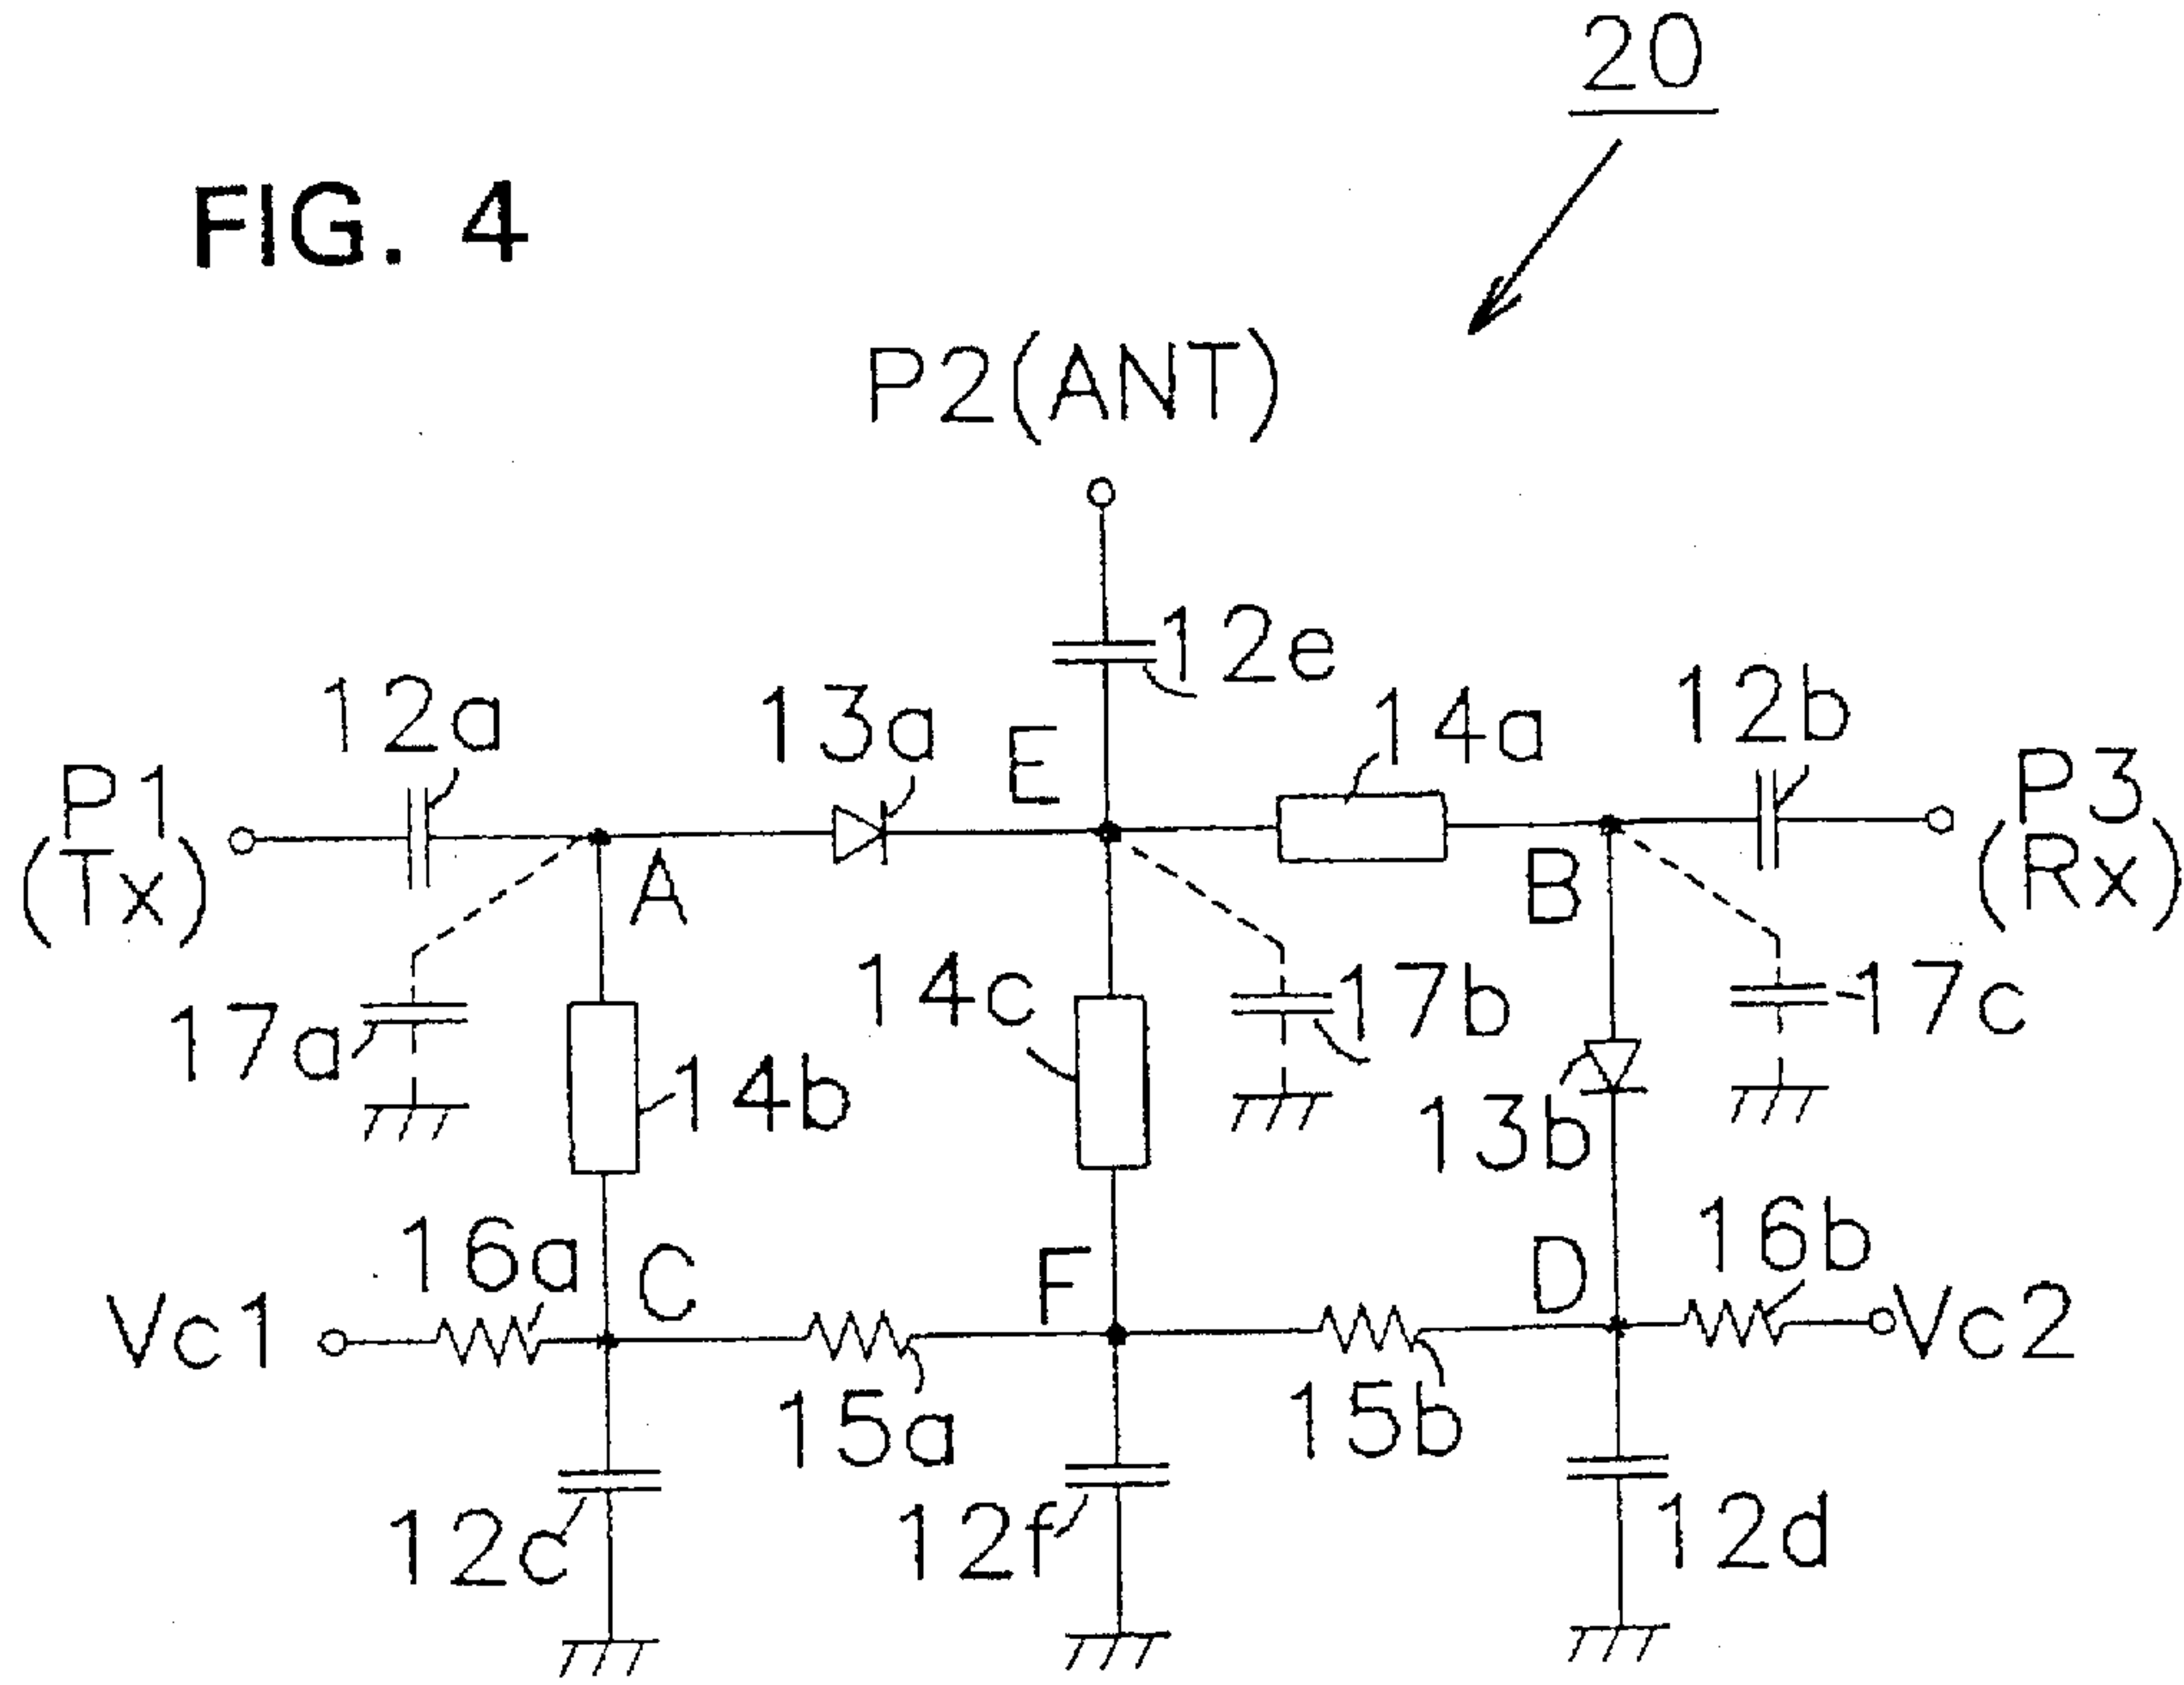 20
FIG. 4
P2(ANT)
12e
12a
13a
E
14a
12b
P1
(Tx)
P3
(Rx)
A
B
17a
14c
17b
17c
14b
13b
16a
C
F
D
16b
Vc1
Vc2
15a
15b
12c
12f
12d